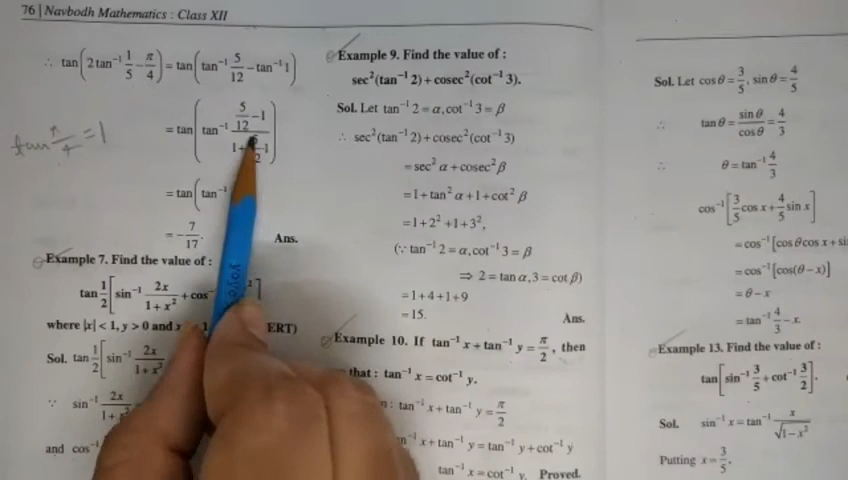 76 | Navbodh Mathematics : Class XII
∴ tan(2tan⁻¹ 1/5 − π/4) = tan(tan⁻¹ 5/12 − tan⁻¹1)
tan π/4 = 1
= tan(tan⁻¹ (5/12 − 1)/(1+
= tan(tan⁻¹
= −7/17. Ans.
Example 7. Find the value of :
tan 1/2 [sin⁻¹ 2x/(1+x²) + cos⁻
where |x| < 1, y > 0 and x
ERT)
Sol. tan 1/2 [sin⁻¹ 2x/(1+x²)
∵ sin⁻¹ 2x/(1+x²)
and cos⁻
Example 9. Find the value of :
sec²(tan⁻¹ 2) + cosec²(cot⁻¹ 3).
Sol. Let tan⁻¹ 2 = α, cot⁻¹ 3 = β
∴ sec²(tan⁻¹ 2) + cosec²(cot⁻¹ 3)
= sec² α + cosec² β
= 1 + tan² α + 1 + cot² β
= 1 + 2² + 1 + 3²,
(∵ tan⁻¹ 2 = α, cot⁻¹ 3 = β
⇒ 2 = tan α, 3 = cot β)
= 1 + 4 + 1 + 9
= 15. Ans.
Example 10. If tan⁻¹ x + tan⁻¹ y = π/2, then
that : tan⁻¹ x = cot⁻¹ y.
: tan⁻¹ x + tan⁻¹ y = π/2
x + tan⁻¹ y = tan⁻¹ y + cot⁻¹ y
tan⁻¹ x = cot⁻¹ y. Proved.
Sol. Let cos θ = 3/5, sin θ = 4/5
∴ tan θ = sin θ/cos θ = 4/3
∴ θ = tan⁻¹ 4/3
cos⁻¹ [3/5 cos x + 4/5 sin x]
= cos⁻¹ [cos θ cos x + si
= cos⁻¹ [cos(θ − x)]
= θ − x
= tan⁻¹ 4/3 − x.
Example 13. Find the value of :
tan[sin⁻¹ 3/5 + cot⁻¹ 3/2].
Sol. sin⁻¹ x = tan⁻¹ x/√(1−x²)
Putting x = 3/5,